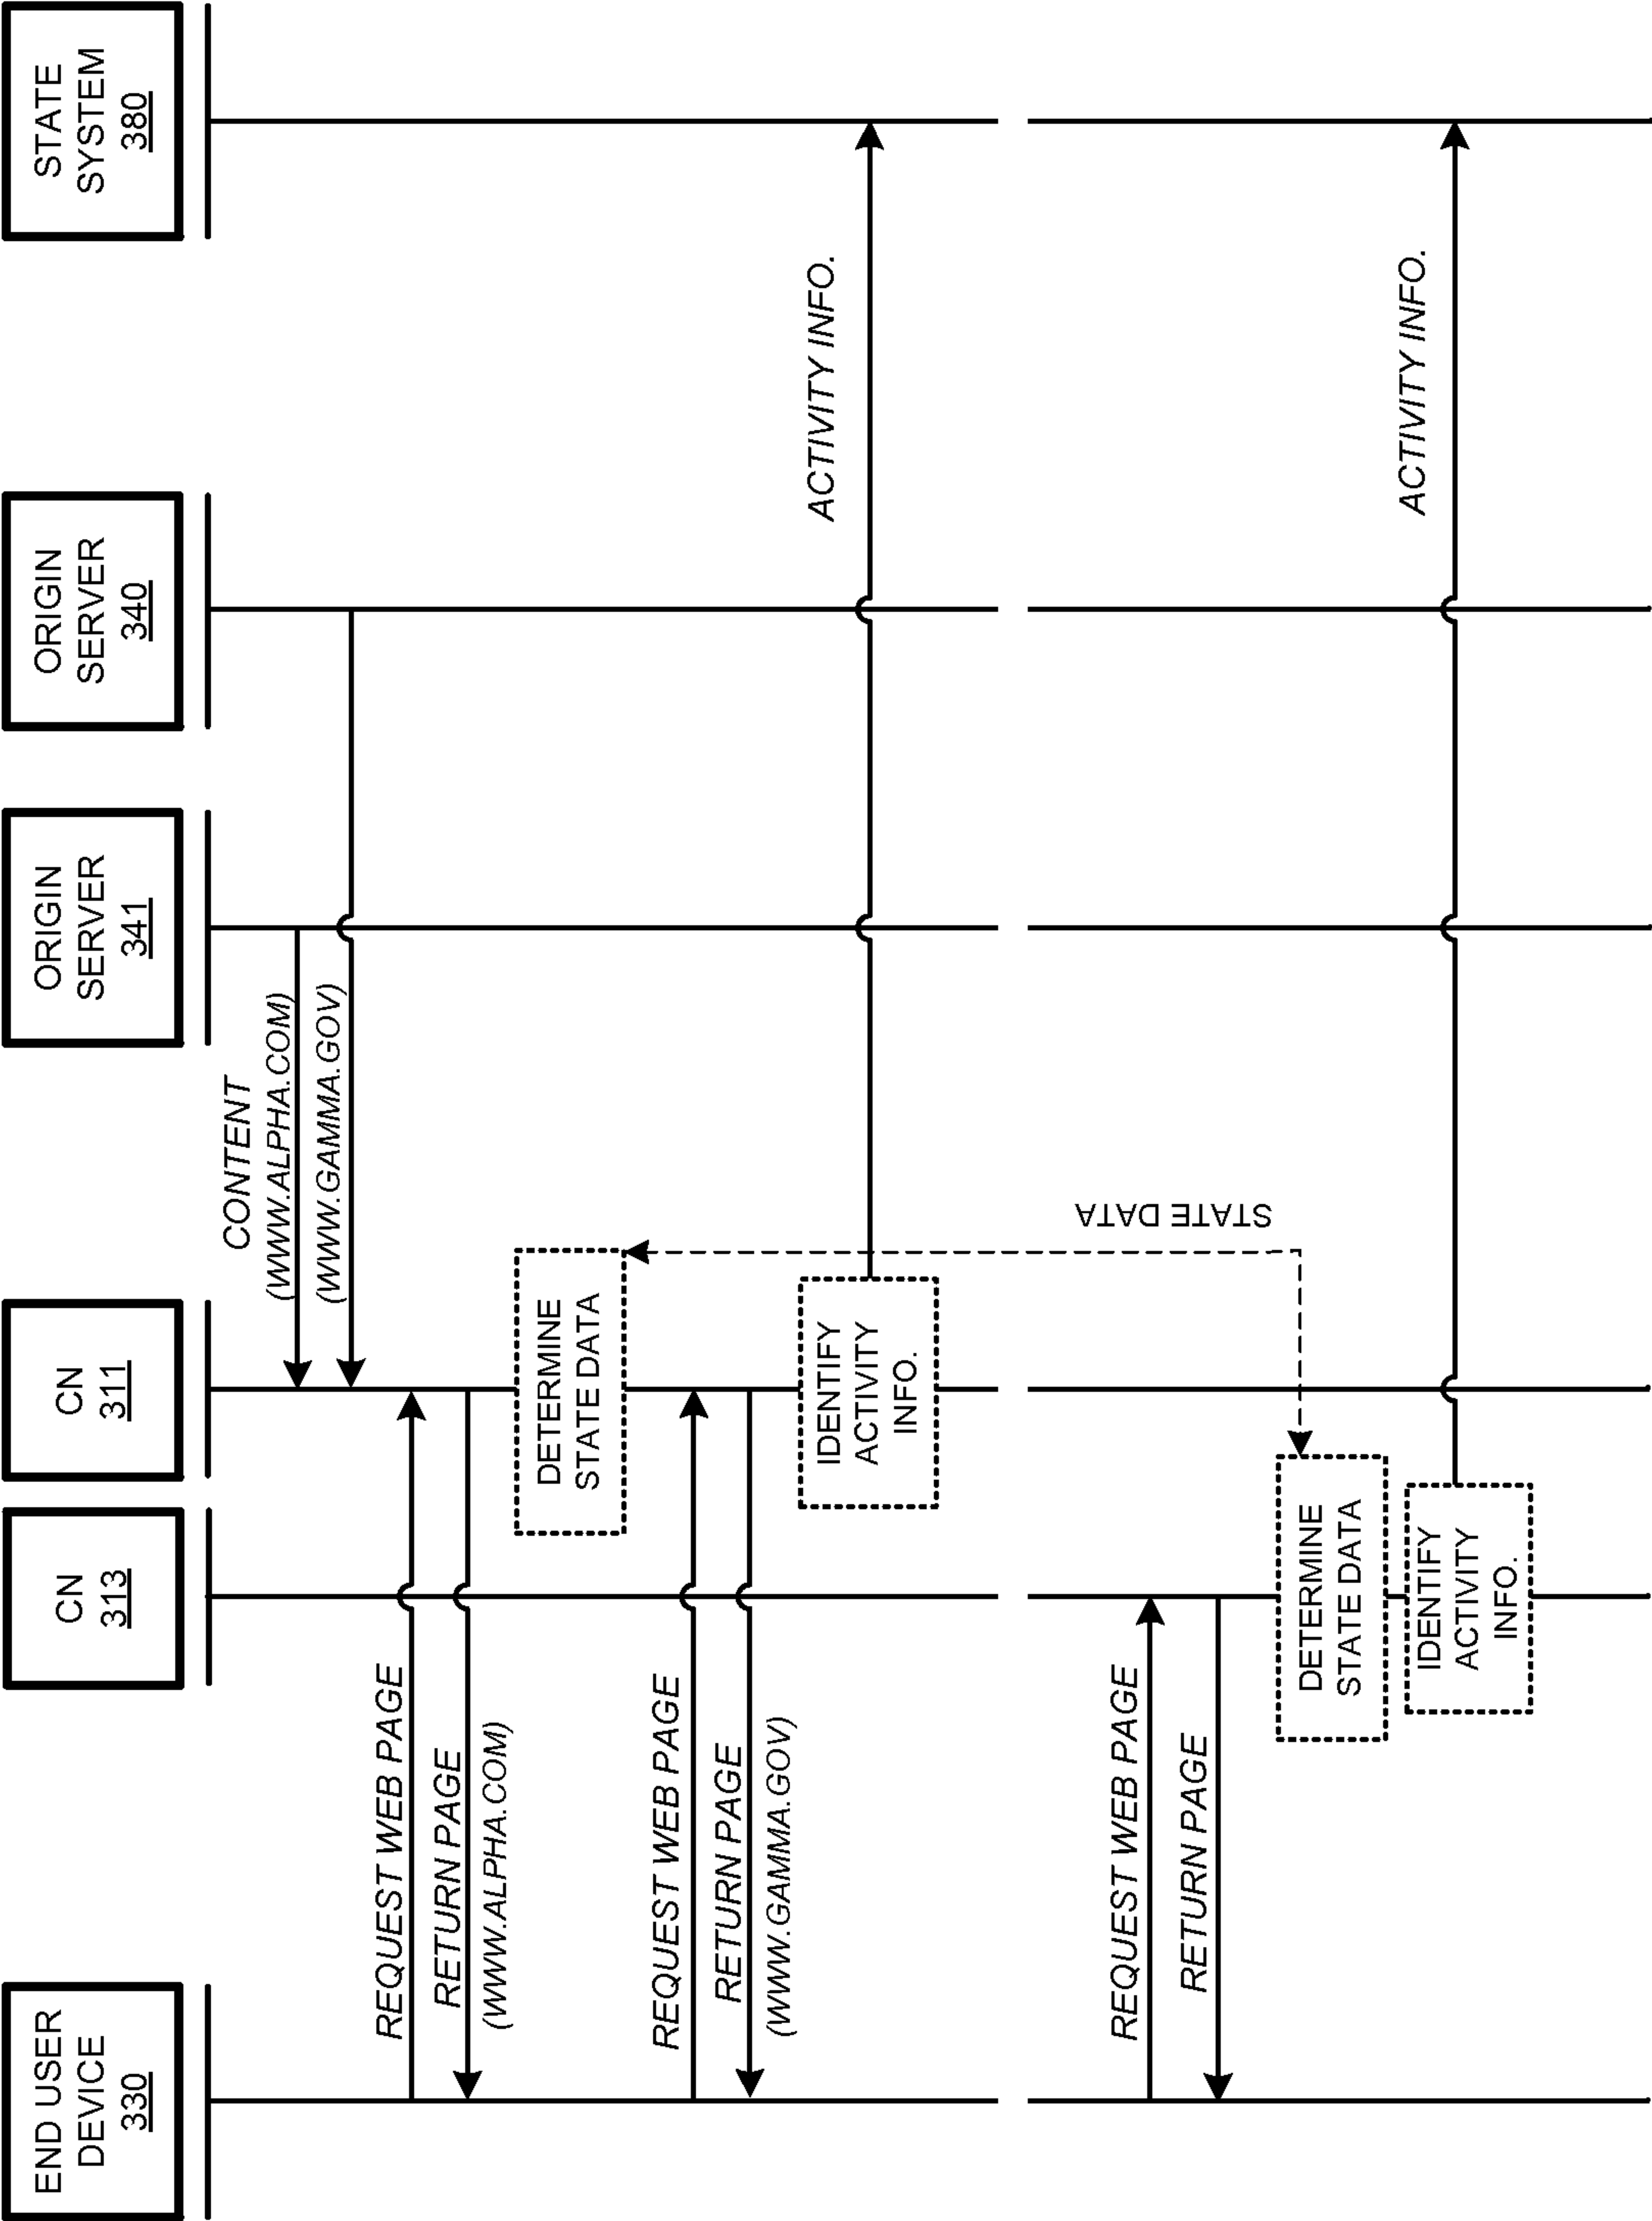 END USER
DEVICE
330
CN
313
CN
311
ORIGIN
SERVER
341
ORIGIN
SERVER
340
STATE
SYSTEM
380
CONTENT
(WWW.ALPHA.COM)
(WWW.GAMMA.GOV)
REQUEST WEB PAGE
RETURN PAGE
(WWW.ALPHA.COM)
DETERMINE
STATE DATA
REQUEST WEB PAGE
RETURN PAGE
(WWW.GAMMA.GOV)
IDENTIFY
ACTIVITY
INFO.
ACTIVITY INFO.
STATE DATA
REQUEST WEB PAGE
RETURN PAGE
DETERMINE
STATE DATA
IDENTIFY
ACTIVITY
INFO.
ACTIVITY INFO.